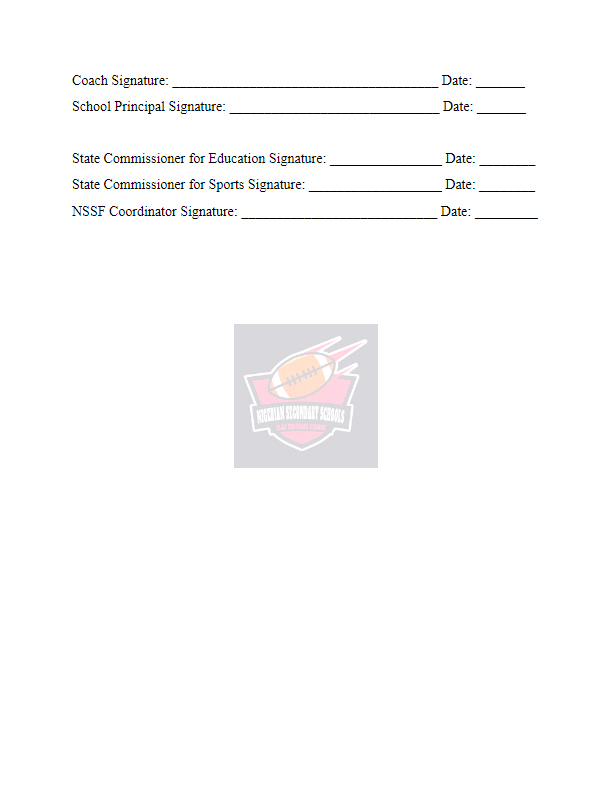 Coach Signature: ______________________________________ Date: _______
School Principal Signature: ______________________________ Date: _______
State Commissioner for Education Signature: ________________ Date: ________
State Commissioner for Sports Signature: ___________________ Date: ________
NSSF Coordinator Signature: ____________________________ Date: _________
NIGERIAN SECONDARY SCHOOLS